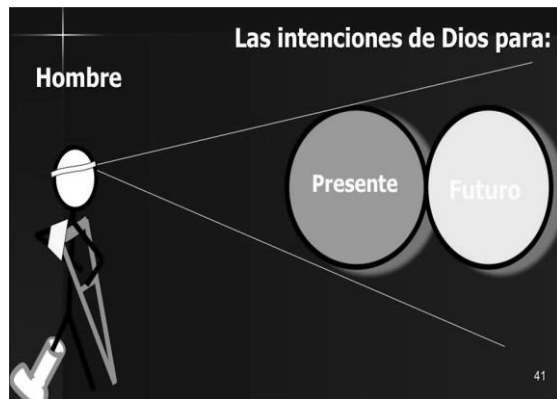 Las intenciones de Dios para:
Hombre
Presente
Futuro
41